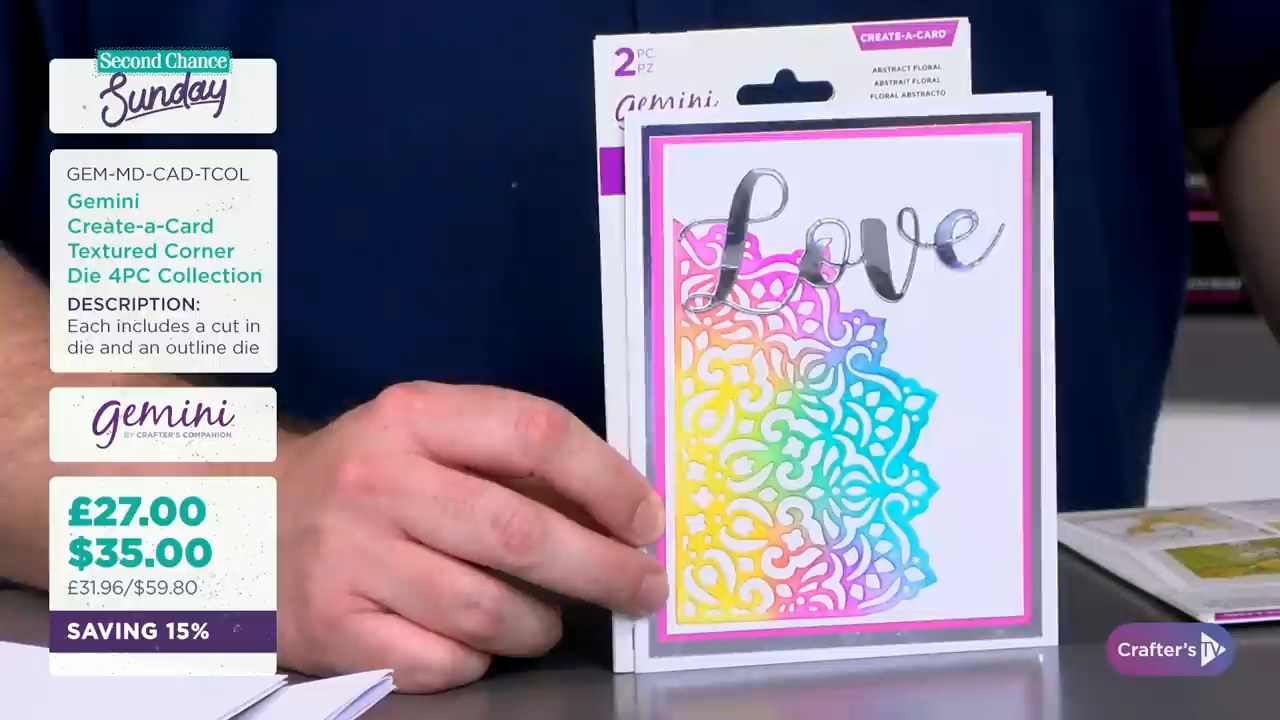 Second Chance
Sunday
GEM-MD-CAD-TCOL
Gemini
Create-a-Card
Textured Corner
Die 4PC Collection
DESCRIPTION:
Each includes a cut in
die and an outline die
gemini
BY CRAFTER'S COMPANION
£27.00
$35.00
£31.96/$59.80
SAVING 15%
2 PC
PZ
gemini
CREATE-A-CARD
ABSTRACT FLORAL
ABSTRAIT FLORAL
FLORAL ABSTRACTO
Love
Crafter's TV